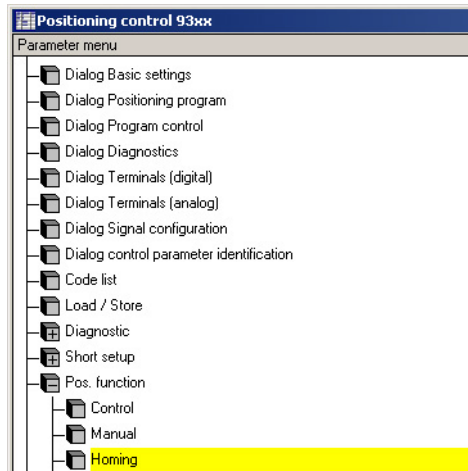 Positioning control 93xx
Parameter menu
Dialog Basic settings
Dialog Positioning program
Dialog Program control
Dialog Diagnostics
Dialog Terminals (digital)
Dialog Terminals (analog)
Dialog Signal configuration
Dialog control parameter identification
Code list
Load / Store
Diagnostic
Short setup
Pos. function
Control
Manual
Homing